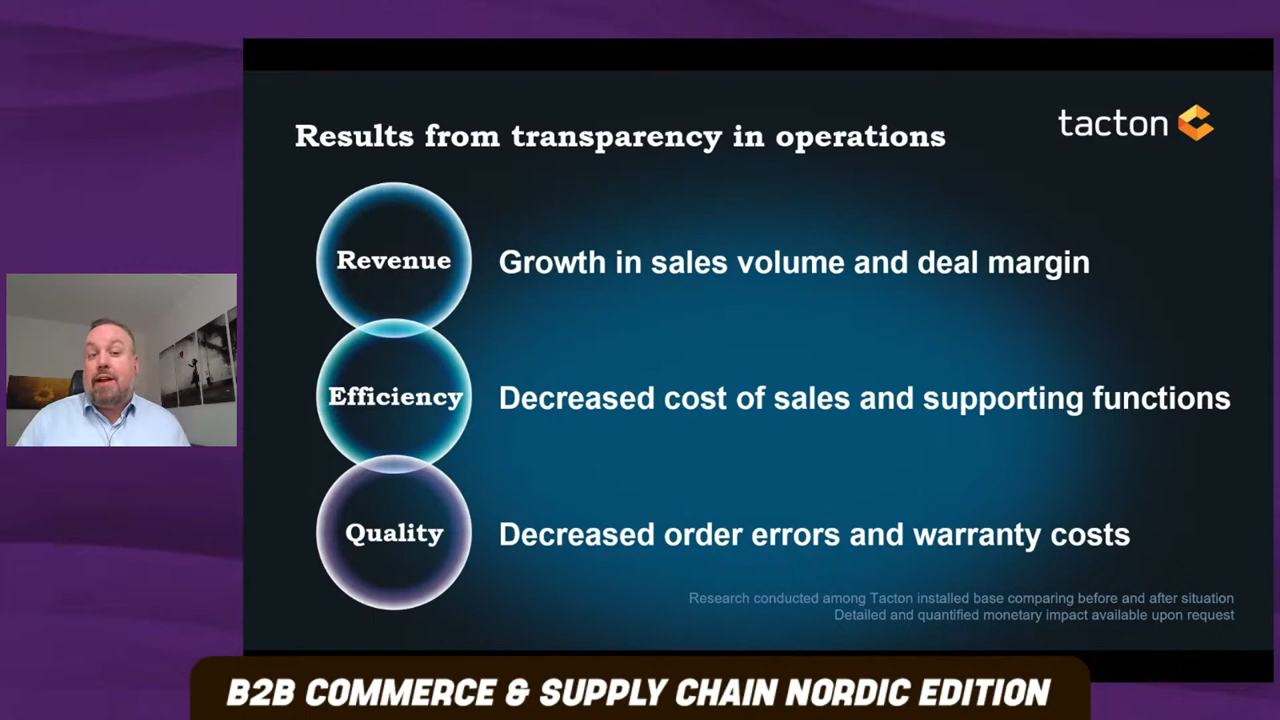 Results from transparency in operations
tacton
Revenue
Growth in sales volume and deal margin
Efficiency
Decreased cost of sales and supporting functions
Quality
Decreased order errors and warranty costs
Research conducted among Tacton installed base comparing before and after situation
Detailed and quantified monetary impact available upon request
B2B COMMERCE & SUPPLY CHAIN NORDIC EDITION